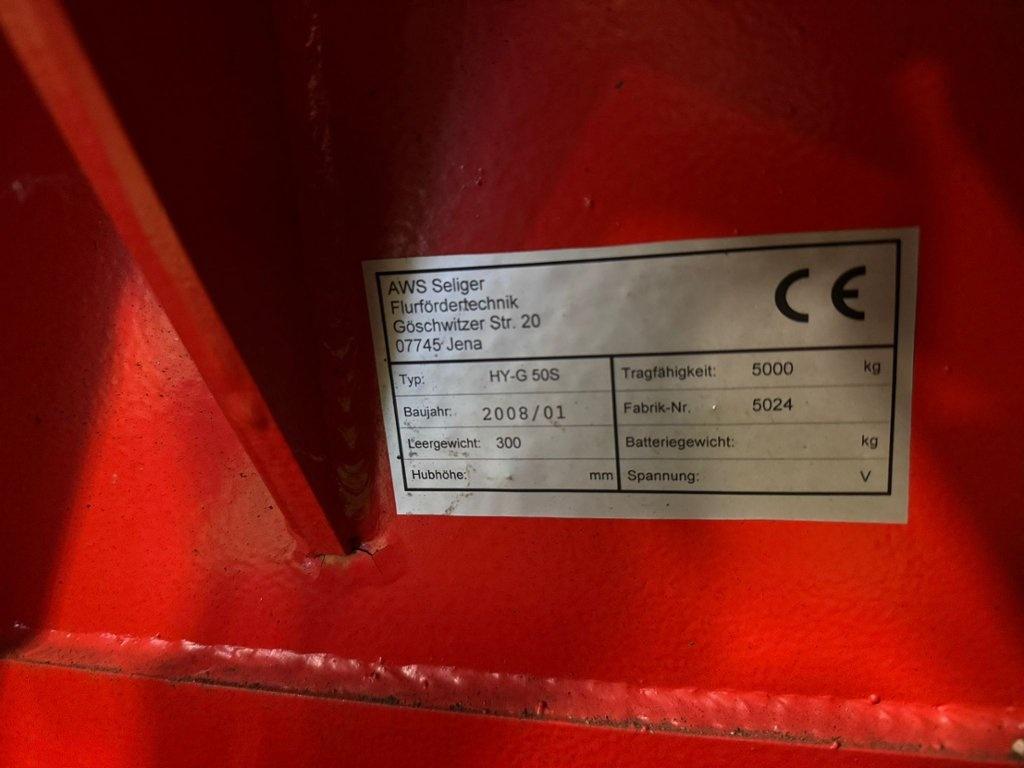 AWS Seliger
Flurfördertechnik
Göschwitzer Str. 20
07745 Jena
CE
Typ: HY-G 50S
Tragfähigkeit: 5000 kg
Baujahr: 2008/01
Fabrik-Nr. 5024
Leergewicht: 300
Batteriegewicht: kg
Hubhöhe: mm
Spannung: V